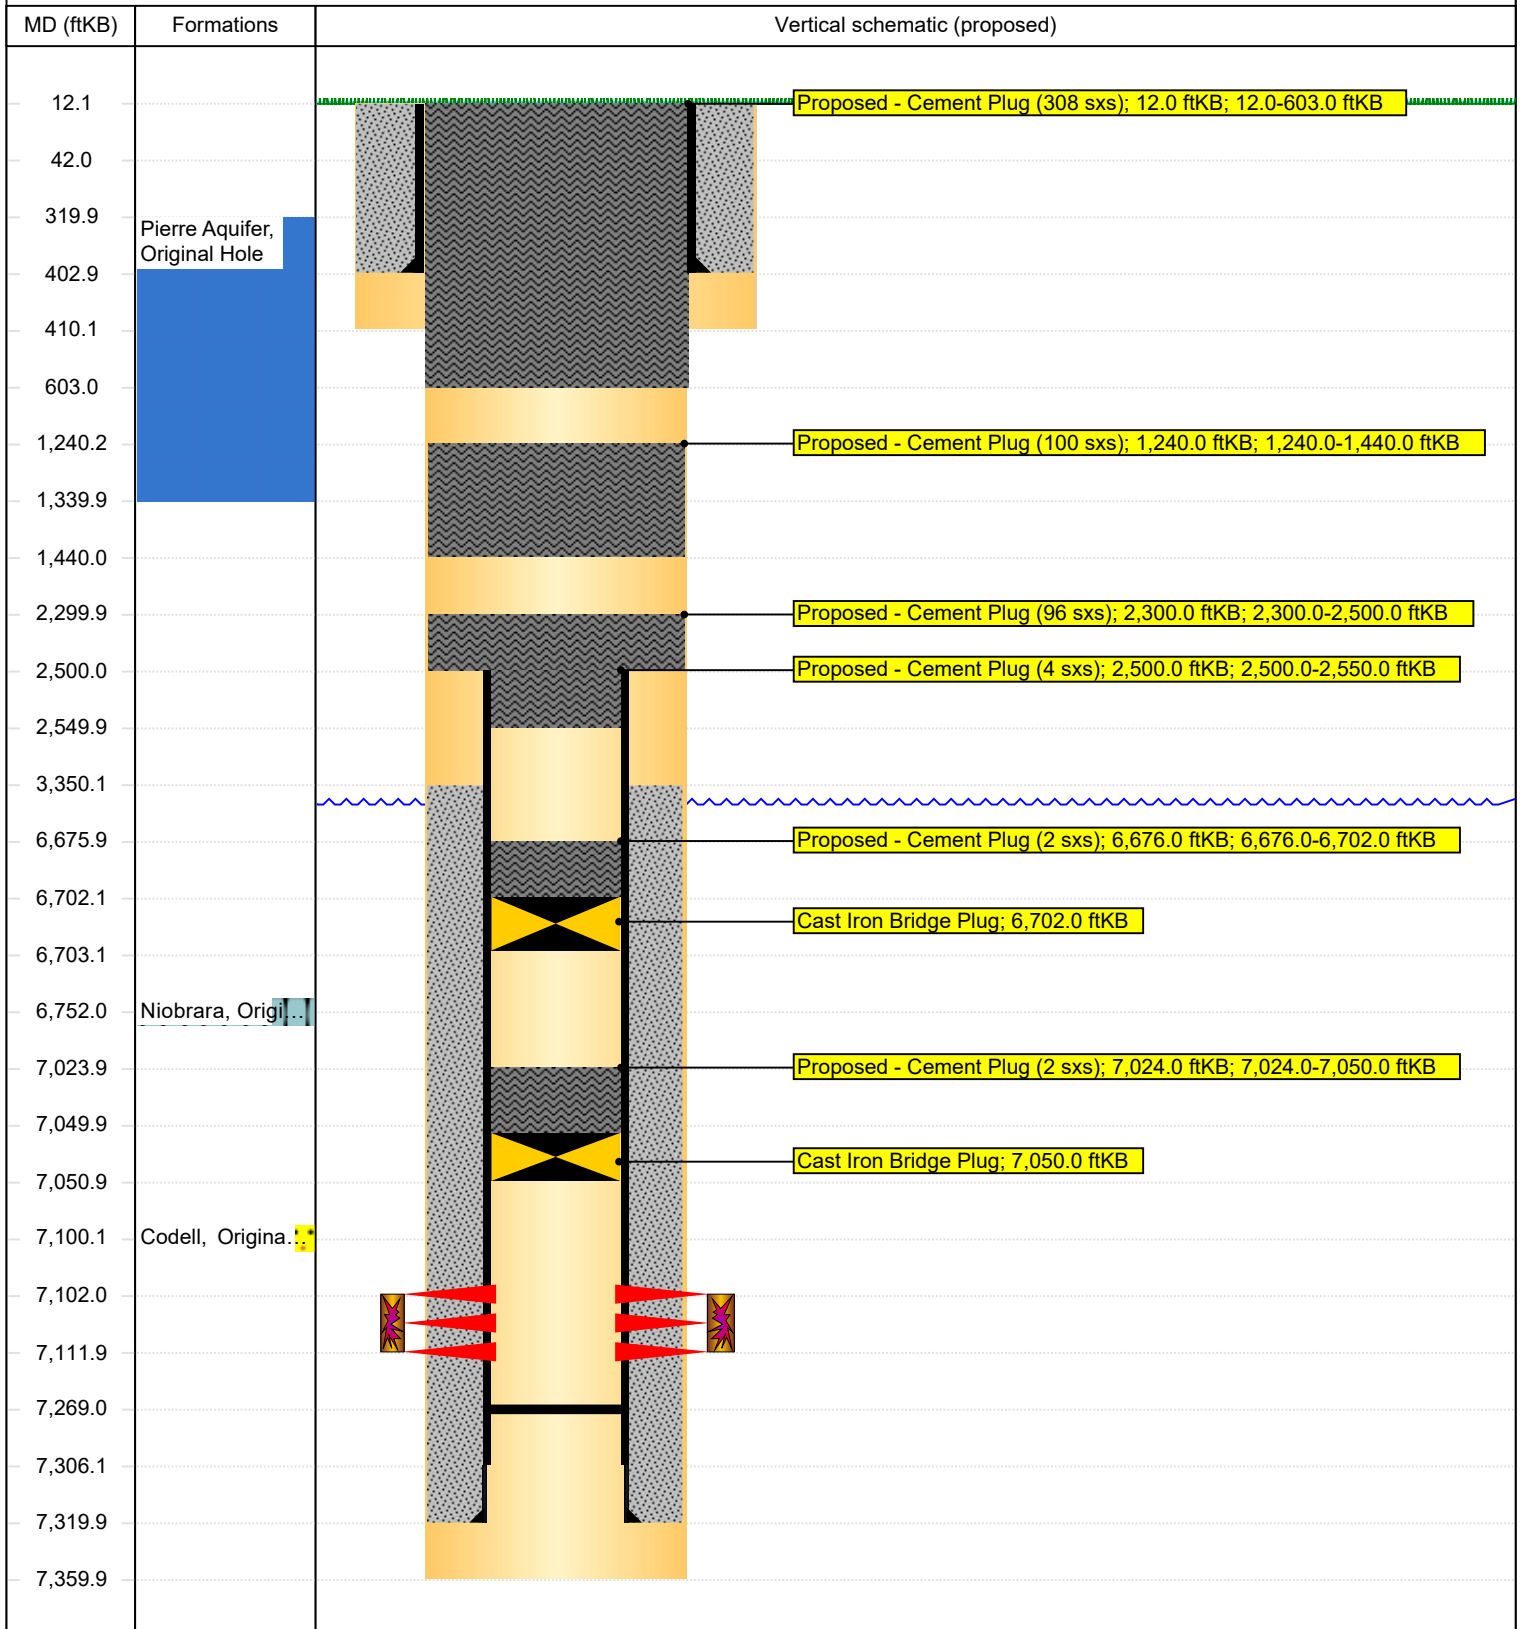 MD (ftKB) Formations Vertical schematic (proposed)
12.1 Proposed - Cement Plug (308 sxs); 12.0 ftKB; 12.0-603.0 ftKB
42.0
319.9
Pierre Aquifer,
Original Hole
402.9
410.1
603.0
1,240.2 Proposed - Cement Plug (100 sxs); 1,240.0 ftKB; 1,240.0-1,440.0 ftKB
1,339.9
1,440.0
2,299.9 Proposed - Cement Plug (96 sxs); 2,300.0 ftKB; 2,300.0-2,500.0 ftKB
2,500.0 Proposed - Cement Plug (4 sxs); 2,500.0 ftKB; 2,500.0-2,550.0 ftKB
2,549.9
3,350.1
6,675.9 Proposed - Cement Plug (2 sxs); 6,676.0 ftKB; 6,676.0-6,702.0 ftKB
6,702.1
Cast Iron Bridge Plug; 6,702.0 ftKB
6,703.1
6,752.0 Niobrara, Origi...
7,023.9 Proposed - Cement Plug (2 sxs); 7,024.0 ftKB; 7,024.0-7,050.0 ftKB
7,049.9
Cast Iron Bridge Plug; 7,050.0 ftKB
7,050.9
7,100.1 Codell, Origina...
7,102.0
7,111.9
7,269.0
7,306.1
7,319.9
7,359.9